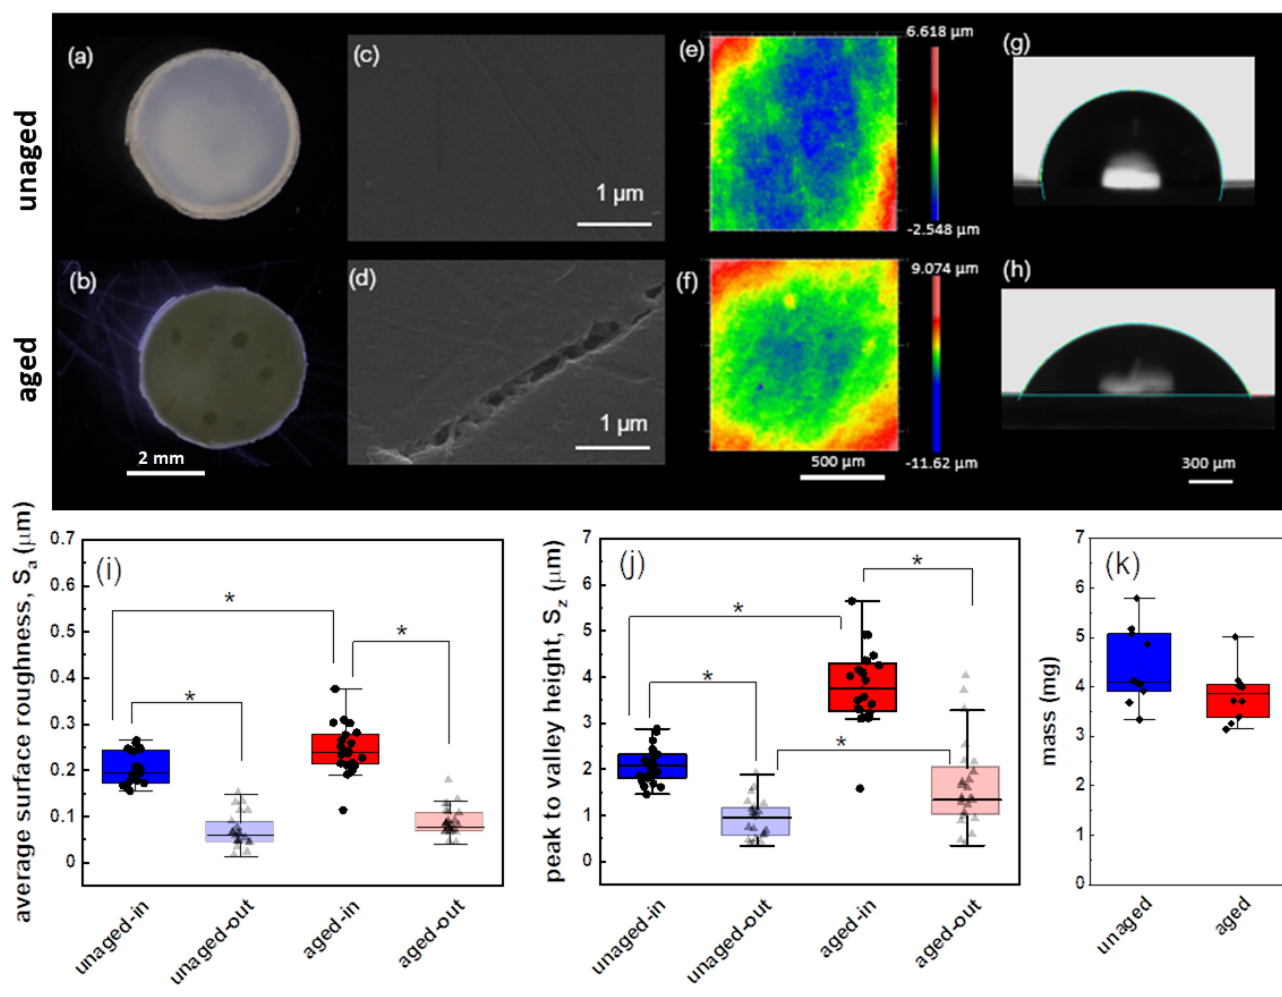 unaged
(a)
(c)
1 µm
(e)
6.618 µm
-2.548 µm
(g)
aged
(b)
2 mm
(d)
1 µm
(f)
9.074 µm
-11.62 µm
500 µm
(h)
300 µm
(i)
average surface roughness, Sₐ (µm)
0.7
0.6
0.5
0.4
0.3
0.2
0.1
0
*
*
*
unaged-in
unaged-out
aged-in
aged-out
(j)
peak to valley height, S_z (µm)
7
6
5
4
3
2
1
0
*
*
*
*
unaged-in
unaged-out
aged-in
aged-out
(k)
mass (mg)
7
6
5
4
3
2
1
0
unaged
aged